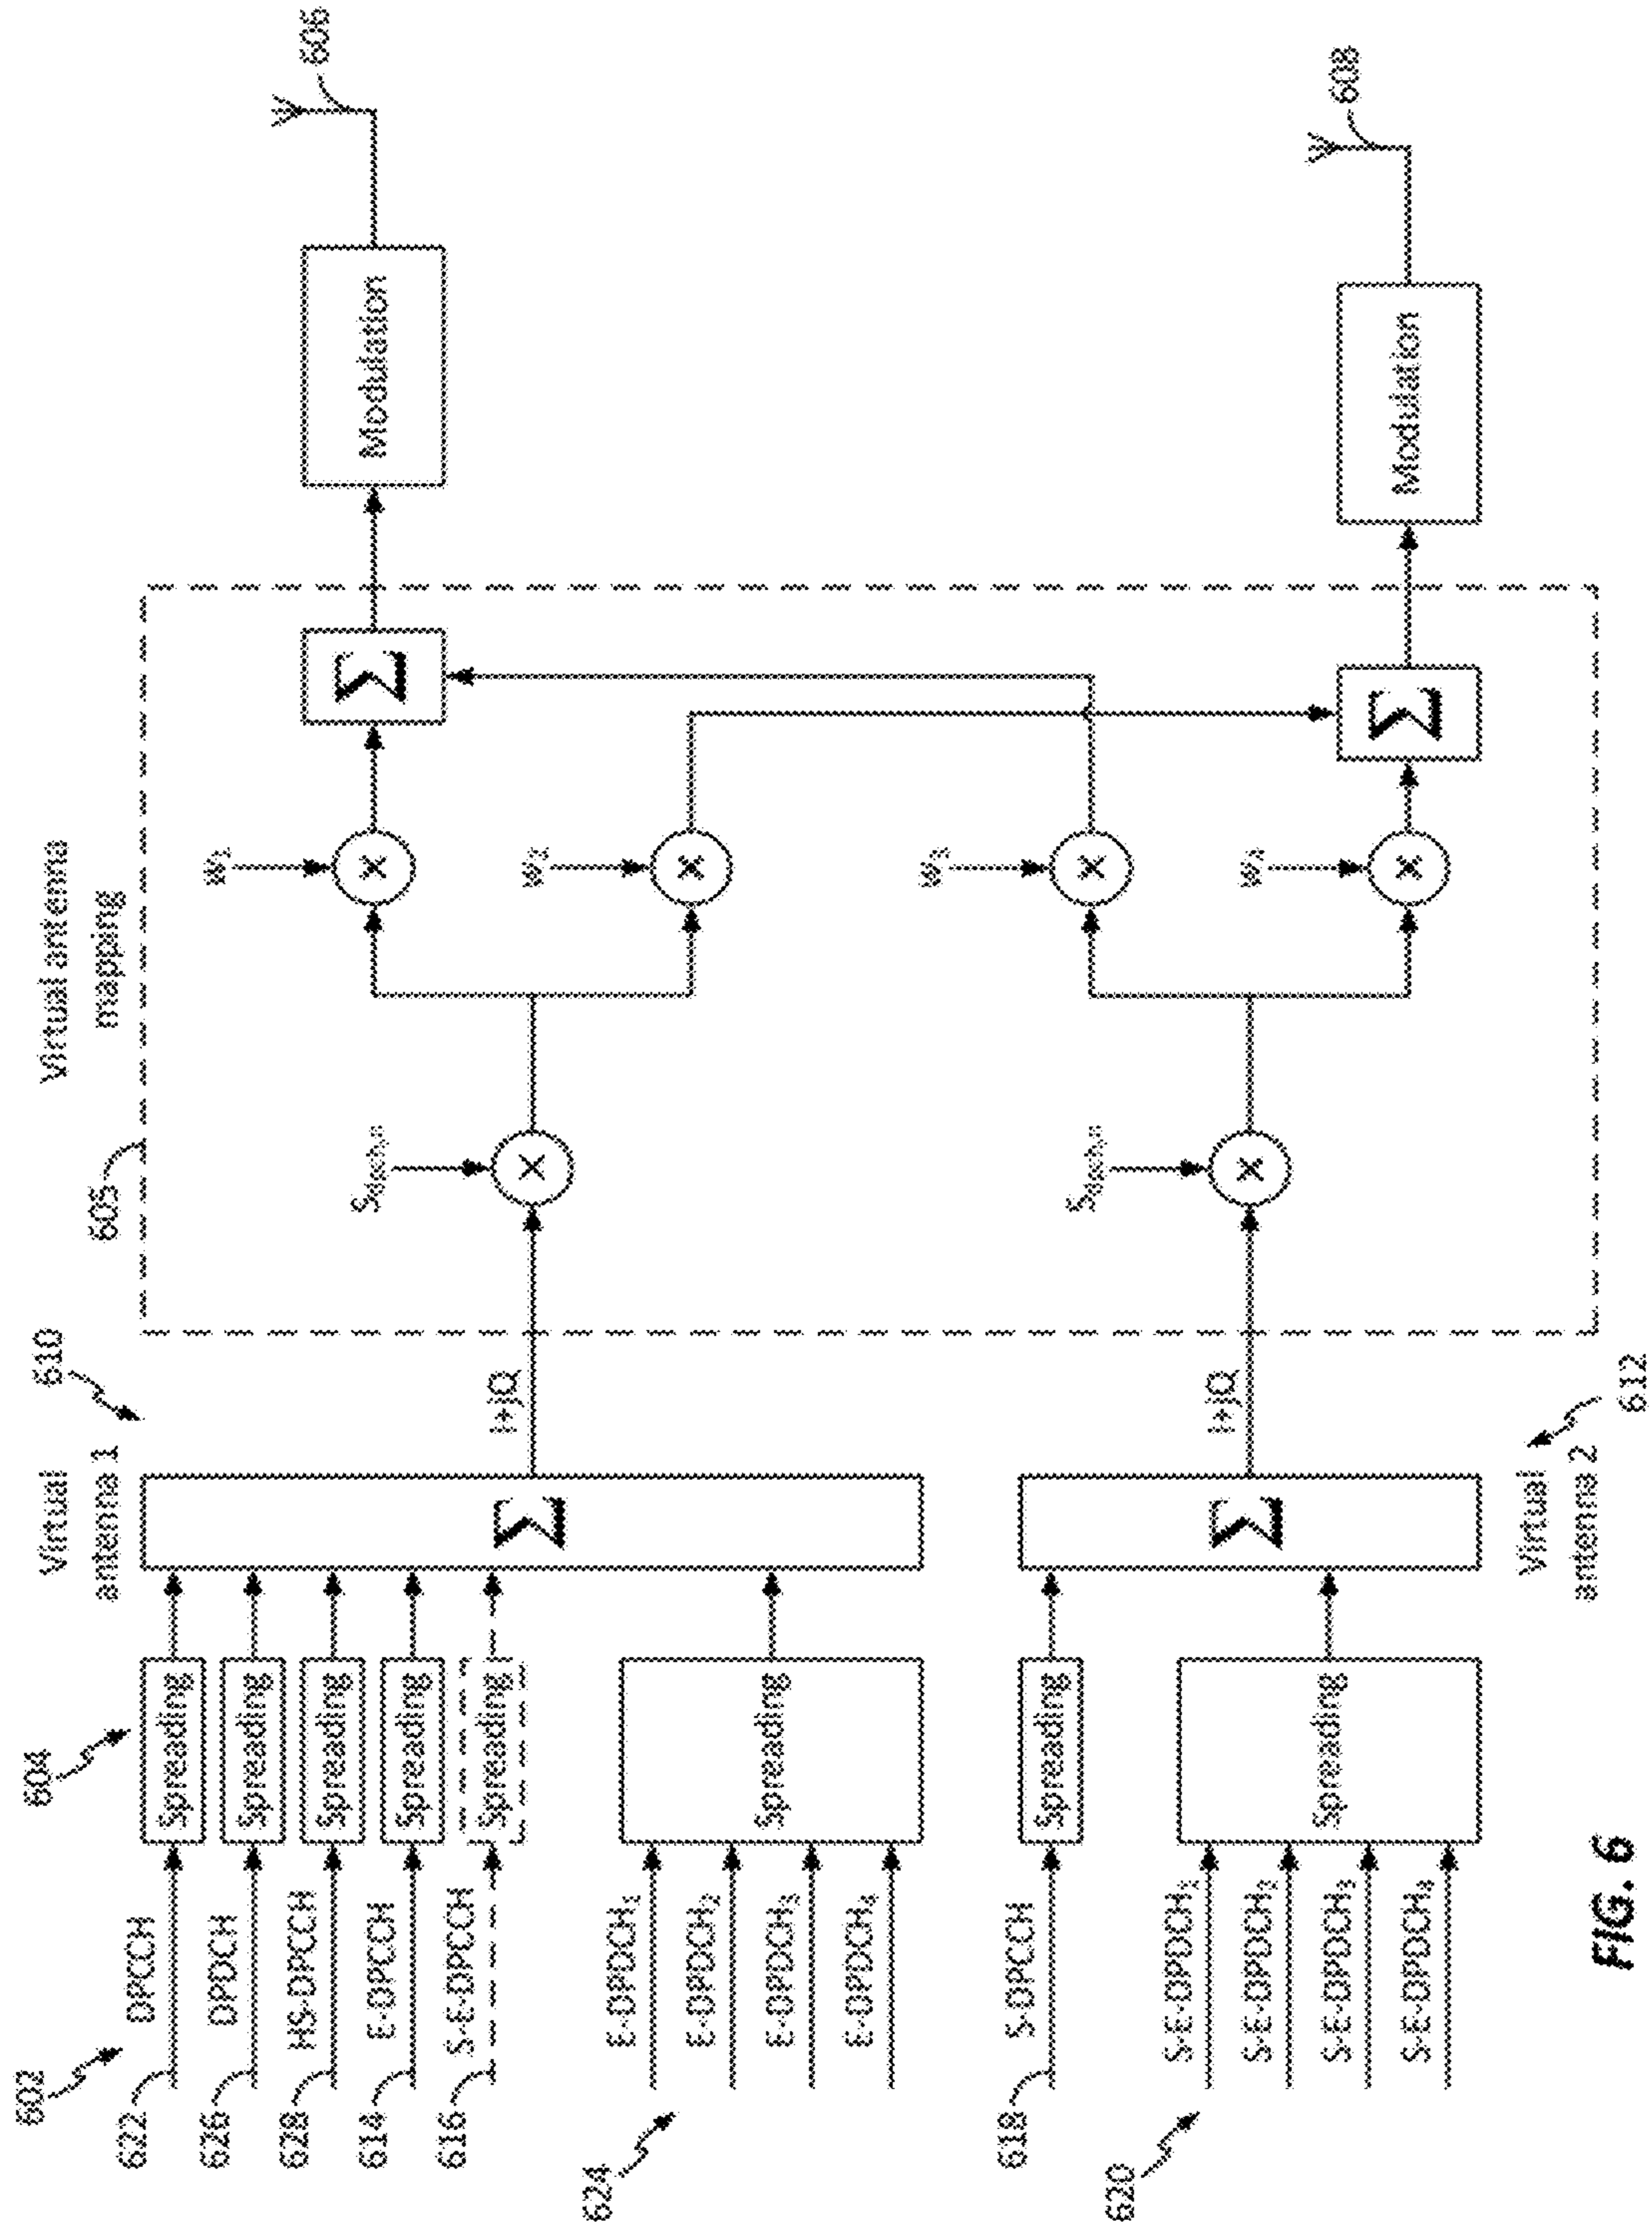 602
604
Virtual
antenna 1
610
605
Virtual antenna
mapping
622
DPCCH
Spreading
626
DPDCH
Spreading
628
HS-DPCCH
Spreading
614
E-DPCCH
Spreading
616
S-E-DPCCH
Spreading
Σ
I+jQ
S_dpch,n
×
w₁
×
Σ
Modulation
606
w₂
×
624
E-DPDCH₁
E-DPDCH₂
E-DPDCH₃
E-DPDCH₄
Spreading
618
S-DPCCH
Spreading
Σ
I+jQ
S_dpch,n
×
w₃
×
w₄
×
Σ
Modulation
608
620
S-E-DPDCH₁
S-E-DPDCH₂
S-E-DPDCH₃
S-E-DPDCH₄
Spreading
Virtual
antenna 2
612
FIG. 6